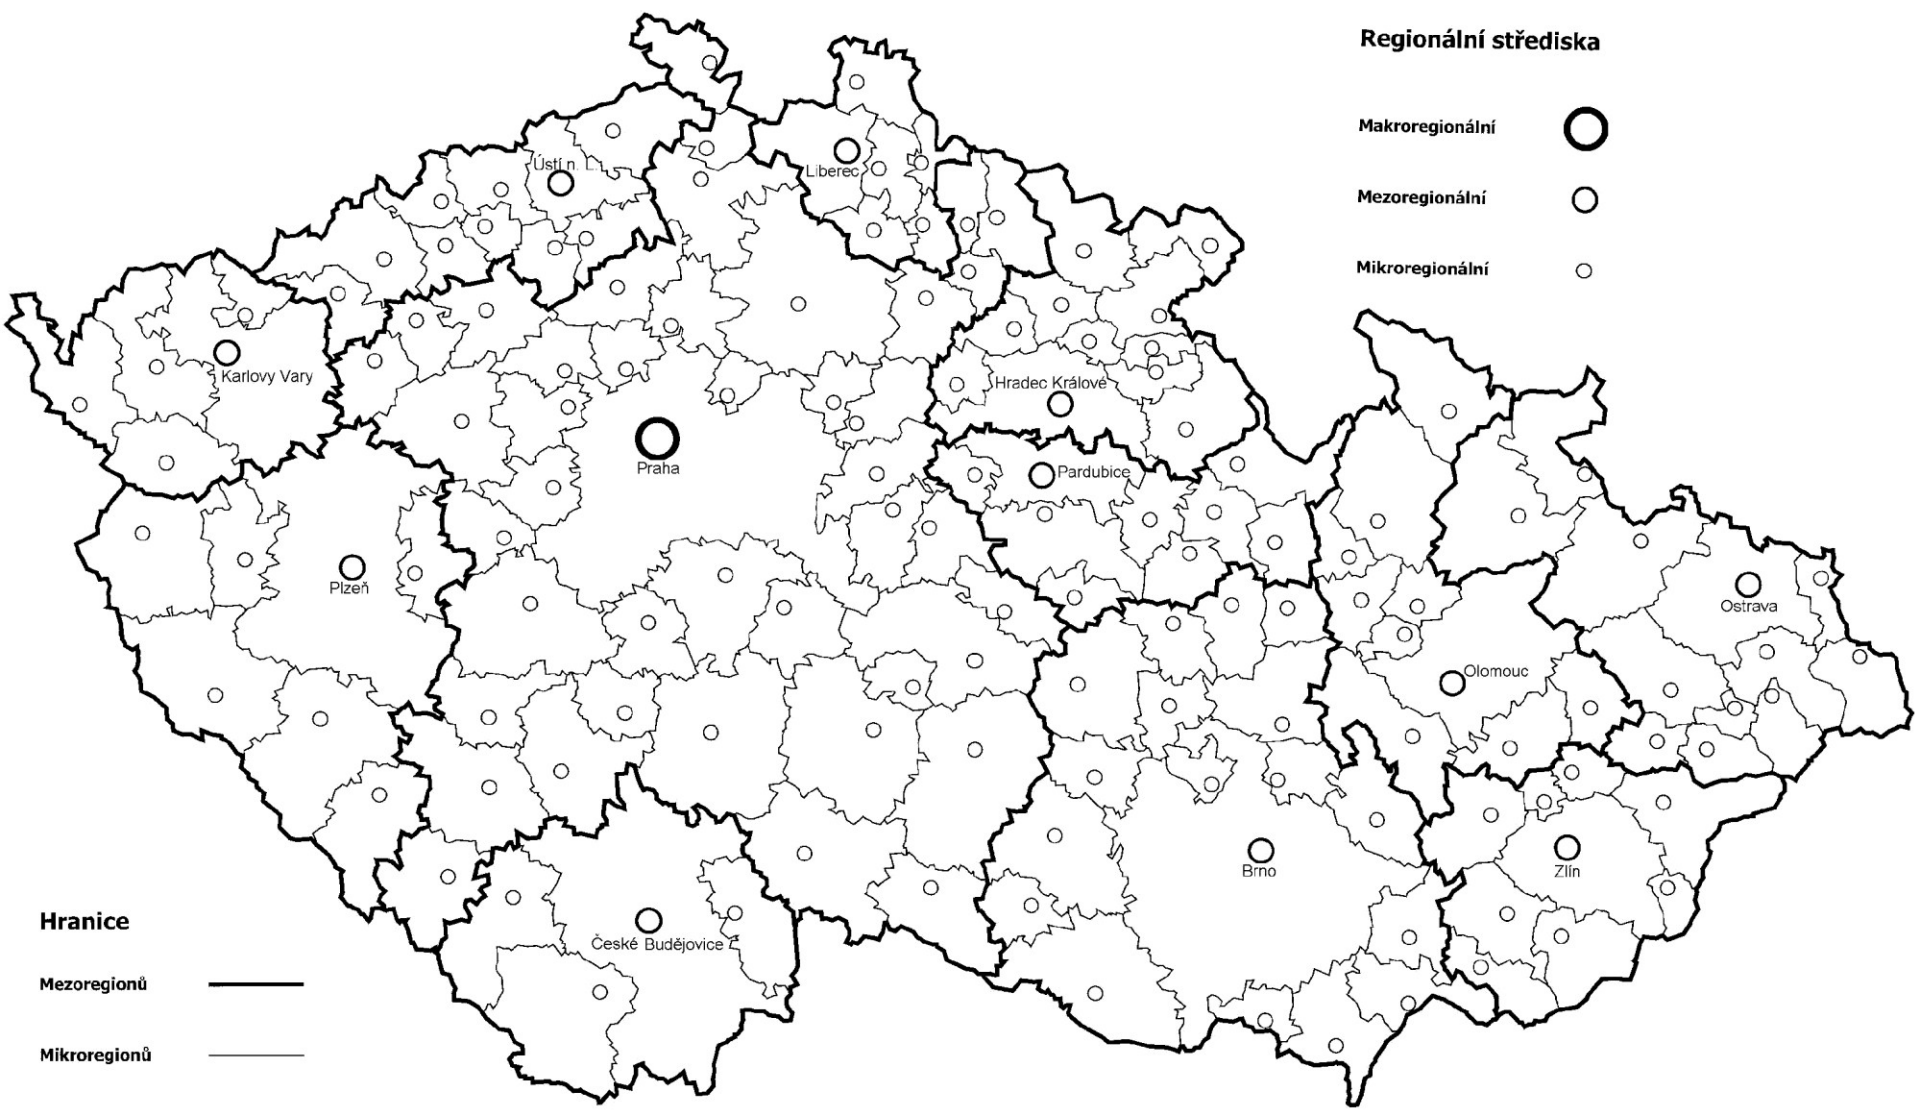 Regionální střediska
Makroregionální
Mezoregionální
Mikroregionální
Ústí n. L.
Liberec
Karlovy Vary
Hradec Králové
Praha
Pardubice
Plzeň
Ostrava
Olomouc
Brno
Zlín
České Budějovice
Hranice
Mezoregionů
Mikroregionů